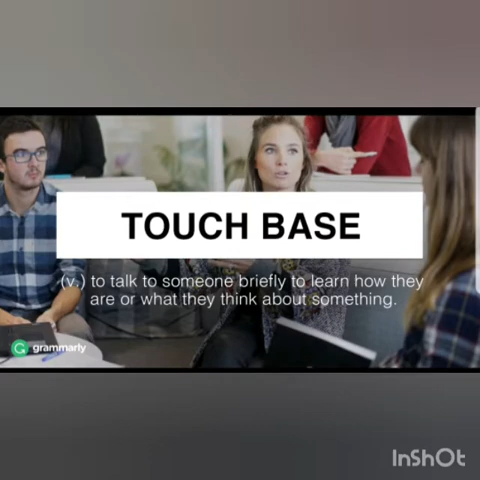 TOUCH BASE
(v.) to talk to someone briefly to learn how they
are or what they think about something.
grammarly
InShOt